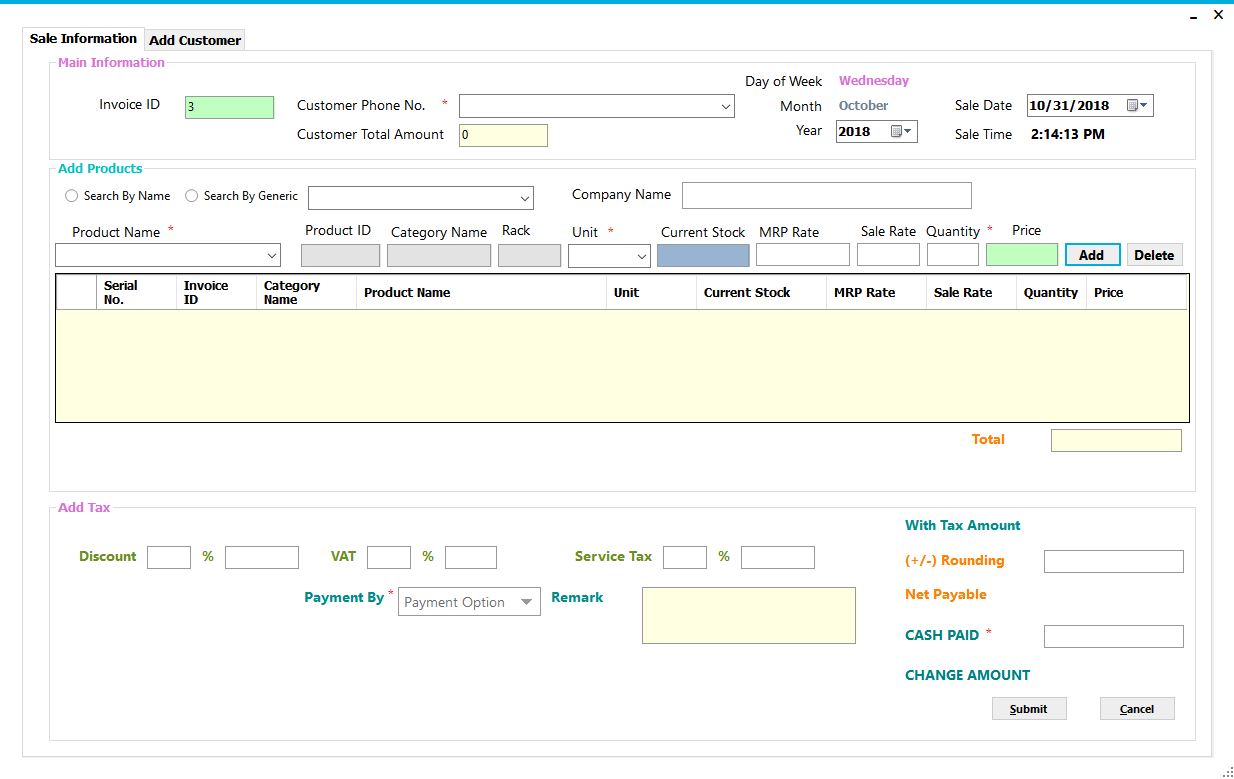 Sale Information Add Customer
Main Information
Day of Week Wednesday
Invoice ID 3 Customer Phone No. * Month October Sale Date 10/31/2018
Customer Total Amount 0 Year 2018 Sale Time 2:14:13 PM
Add Products
Search By Name Search By Generic Company Name
Product Name * Product ID Category Name Rack Unit * Current Stock MRP Rate Sale Rate Quantity * Price
Add Delete
Serial No. Invoice ID Category Name Product Name Unit Current Stock MRP Rate Sale Rate Quantity Price
Total
Add Tax
With Tax Amount
Discount % VAT % Service Tax %
(+/-) Rounding
Payment By * Payment Option Remark Net Payable
CASH PAID *
CHANGE AMOUNT
Submit Cancel